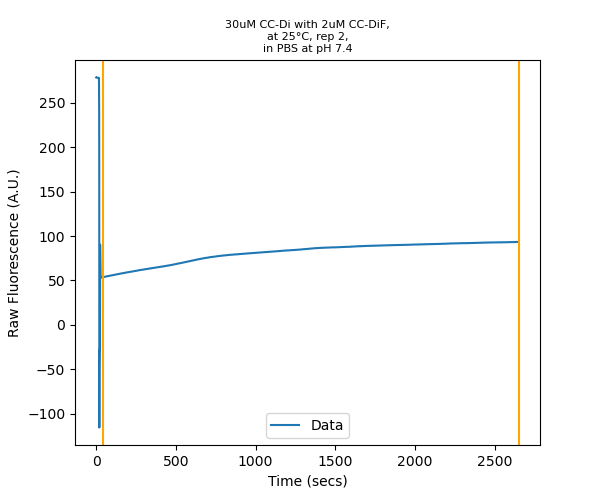 30uM CC-Di with 2uM CC-DiF,
at 25°C, rep 2,
in PBS at pH 7.4
Raw Fluorescence (A.U.)
250
200
150
100
50
0
−50
−100
Data
0 500 1000 1500 2000 2500
Time (secs)